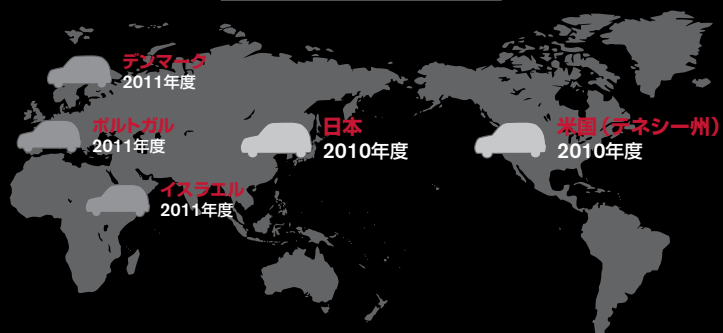 デンマーク
2011年度
ポルトガル
2011年度
イスラエル
2011年度
日本
2010年度
米国（テネシー州）
2010年度